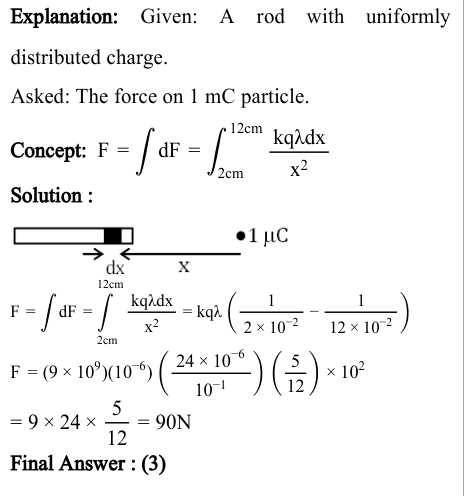 Explanation: Given: A rod with uniformly
distributed charge.
Asked: The force on 1 mC particle.
Concept: F = ∫ dF = ∫_{2cm}^{12cm} kqλdx / x²
Solution :
•1 μC
dx x
F = ∫ dF = ∫_{2cm}^{12cm} kqλdx / x² = kqλ ( 1 / 2 × 10⁻² − 1 / 12 × 10⁻² )
F = (9 × 10⁹)(10⁻⁶) ( 24 × 10⁻⁶ / 10⁻¹ ) ( 5 / 12 ) × 10²
= 9 × 24 × 5 / 12 = 90N
Final Answer : (3)